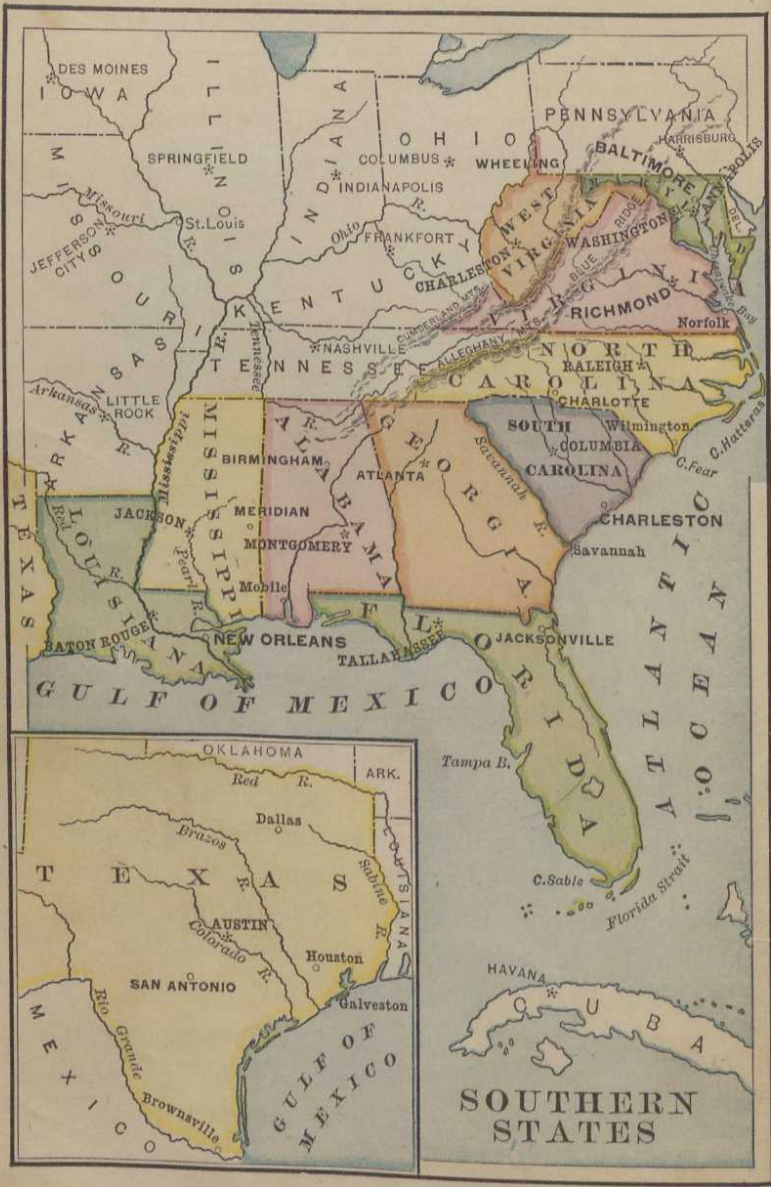 DES MOINES
IOWA
ILLINOIS
INDIANA
OHIO
PENNSYLVANIA
HARRISBURG
SPRINGFIELD
COLUMBUS
WHEELING
BALTIMORE
ANNAPOLIS
INDIANAPOLIS
MISSOURI
Missouri
R.
St. Louis
JEFFERSON
CITY
Ohio
R.
FRANKFORT
KENTUCKY
WEST
VIRGINIA
CHARLESTON
WASHINGTON
DEL.
BLUE
RIDGE
Chesapeake Bay
VIRGINIA
RICHMOND
Norfolk
CUMBERLAND MTS.
ALLEGHANY MTS.
NASHVILLE
TENNESSEE
Tennessee
R.
R.
NORTH
CAROLINA
RALEIGH
CHARLOTTE
Wilmington
C. Hatteras
C. Fear
ARKANSAS
Arkansas
R.
LITTLE
ROCK
Mississippi
MISSISSIPPI
ALABAMA
GEORGIA
SOUTH
CAROLINA
COLUMBIA
BIRMINGHAM
ATLANTA
Savannah
R.
JACKSON
MERIDIAN
MONTGOMERY
CHARLESTON
Savannah
TEXAS
LOUISIANA
Red
R.
Pearl R.
Mobile
BATON ROUGE
NEW ORLEANS
TALLAHASSEE
JACKSONVILLE
FLORIDA
GULF OF MEXICO
ATLANTIC
OCEAN
Tampa B.
C. Sable
Florida Strait
HAVANA
CUBA
OKLAHOMA
ARK.
Red R.
Dallas
Brazos
R.
LOUISIANA
Sabine
R.
TEXAS
AUSTIN
Colorado
R.
Houston
SAN ANTONIO
Galveston
Rio Grande
MEXICO
Brownsville
GULF OF
MEXICO
SOUTHERN
STATES